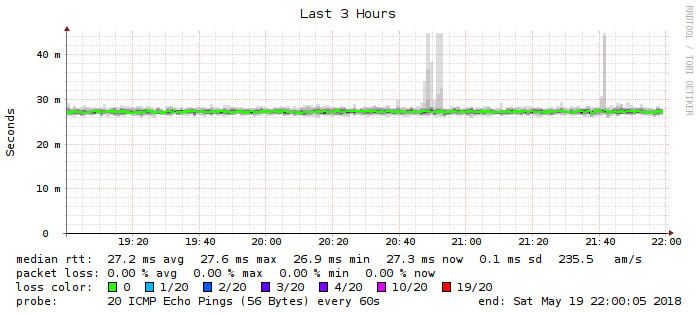 Last 3 Hours
RRDTOOL / TOBI OETIKER
Seconds
40 m
30 m
20 m
10 m
0
19:20 19:40 20:00 20:20 20:40 21:00 21:20 21:40 22:00
median rtt: 27.2 ms avg 27.6 ms max 26.9 ms min 27.3 ms now 0.1 ms sd 235.5 am/s
packet loss: 0.00 % avg 0.00 % max 0.00 % min 0.00 % now
loss color: 0 1/20 2/20 3/20 4/20 10/20 19/20
probe: 20 ICMP Echo Pings (56 Bytes) every 60s end: Sat May 19 22:00:05 2018